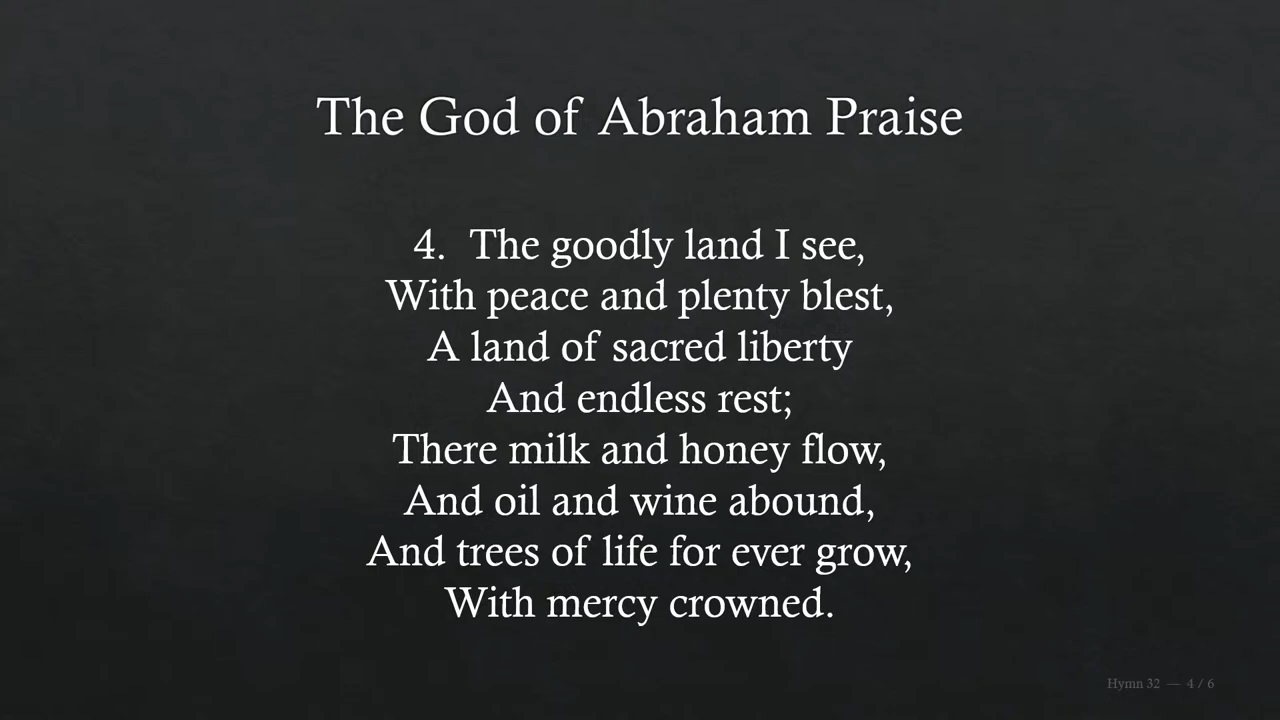 The God of Abraham Praise
4. The goodly land I see,
With peace and plenty blest,
A land of sacred liberty
And endless rest;
There milk and honey flow,
And oil and wine abound,
And trees of life for ever grow,
With mercy crowned.
Hymn 32 — 4 / 6